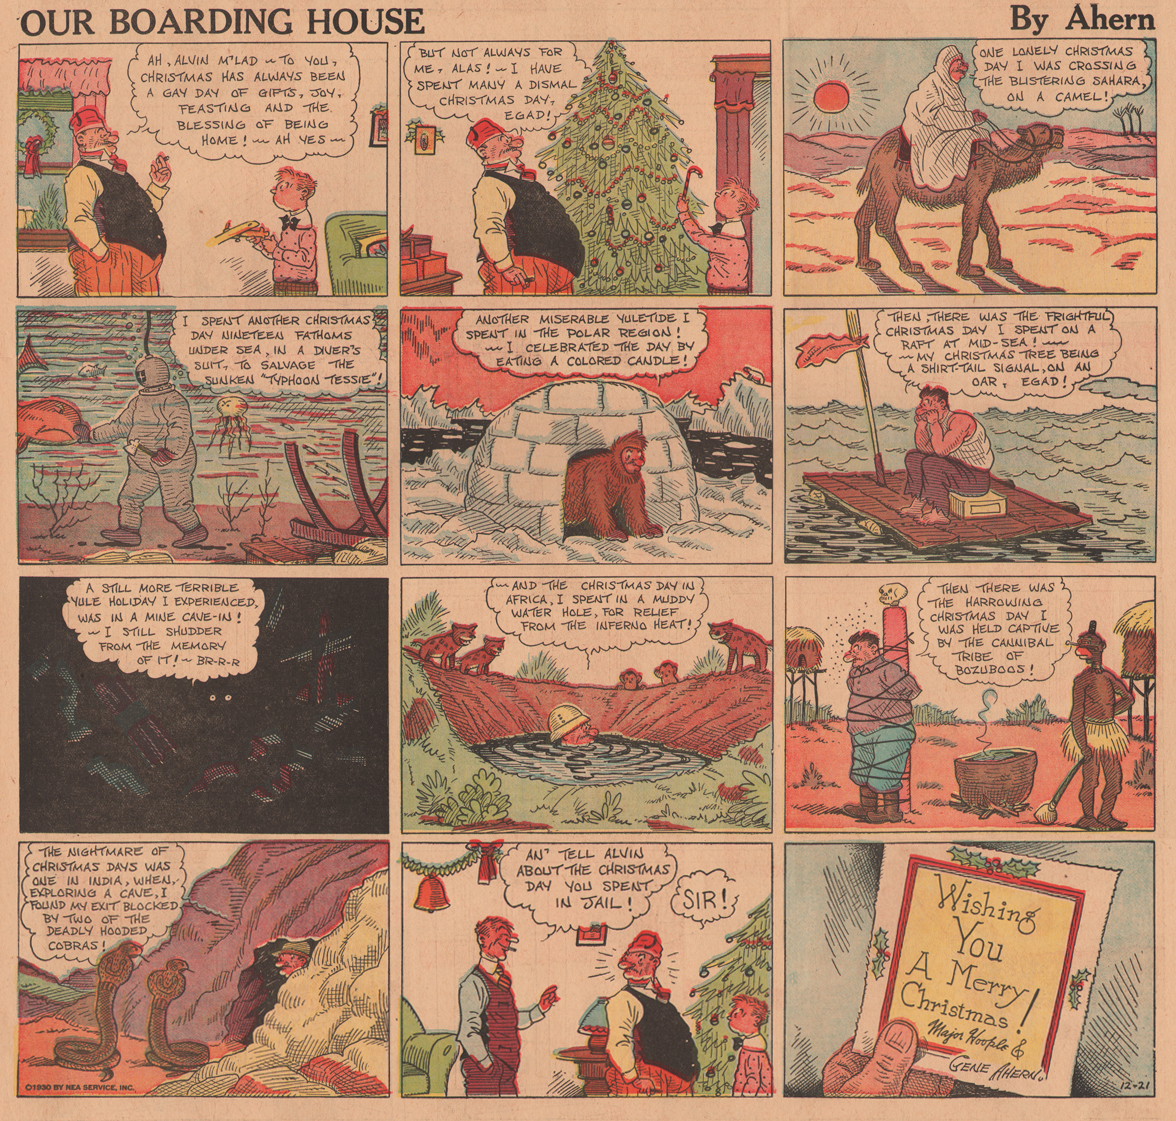 OUR BOARDING HOUSE
By Ahern
AH, ALVIN M'LAD ~ TO YOU,
CHRISTMAS HAS ALWAYS BEEN
A GAY DAY OF GIFTS, JOY,
FEASTING AND THE
BLESSING OF BEING
HOME! ~ AH YES ~
BUT NOT ALWAYS FOR
ME, ALAS! ~ I HAVE
SPENT MANY A DISMAL
CHRISTMAS DAY,
EGAD!
ONE LONELY CHRISTMAS
DAY I WAS CROSSING
THE BLISTERING SAHARA,
ON A CAMEL!
I SPENT ANOTHER CHRISTMAS
DAY NINETEEN FATHOMS
UNDER SEA, IN A DIVER'S
SUIT, TO SALVAGE THE
SUNKEN "TYPHOON TESSIE"!
ANOTHER MISERABLE YULETIDE I
SPENT IN THE POLAR REGION!
~ I CELEBRATED THE DAY BY
EATING A COLORED CANDLE!
THEN, THERE WAS THE FRIGHTFUL
CHRISTMAS DAY I SPENT ON A
RAFT AT MID-SEA! ~
~ MY CHRISTMAS TREE BEING
A SHIRT-TAIL SIGNAL, ON AN
OAR, EGAD!
A STILL MORE TERRIBLE
YULE HOLIDAY I EXPERIENCED,
WAS IN A MINE CAVE-IN!
~ I STILL SHUDDER
FROM THE MEMORY
OF IT! ~ BR-R-R
~ AND THE CHRISTMAS DAY IN
AFRICA, I SPENT IN A MUDDY
WATER HOLE, FOR RELIEF
FROM THE INFERNO HEAT!
THEN THERE WAS
THE HARROWING
CHRISTMAS DAY I
WAS HELD CAPTIVE
BY THE CANNIBAL
TRIBE OF
BOZUBOOS!
THE NIGHTMARE OF
CHRISTMAS DAYS WAS
ONE IN INDIA, WHEN,
EXPLORING A CAVE, I
FOUND MY EXIT BLOCKED
BY TWO OF THE
DEADLY HOODED
COBRAS!
©1930 BY NEA SERVICE, INC.
AN' TELL ALVIN
ABOUT THE CHRISTMAS
DAY YOU SPENT
IN JAIL!
SIR!
Wishing
You
A Merry
Christmas!
Major Hoople &
GENE AHERN.
12-21